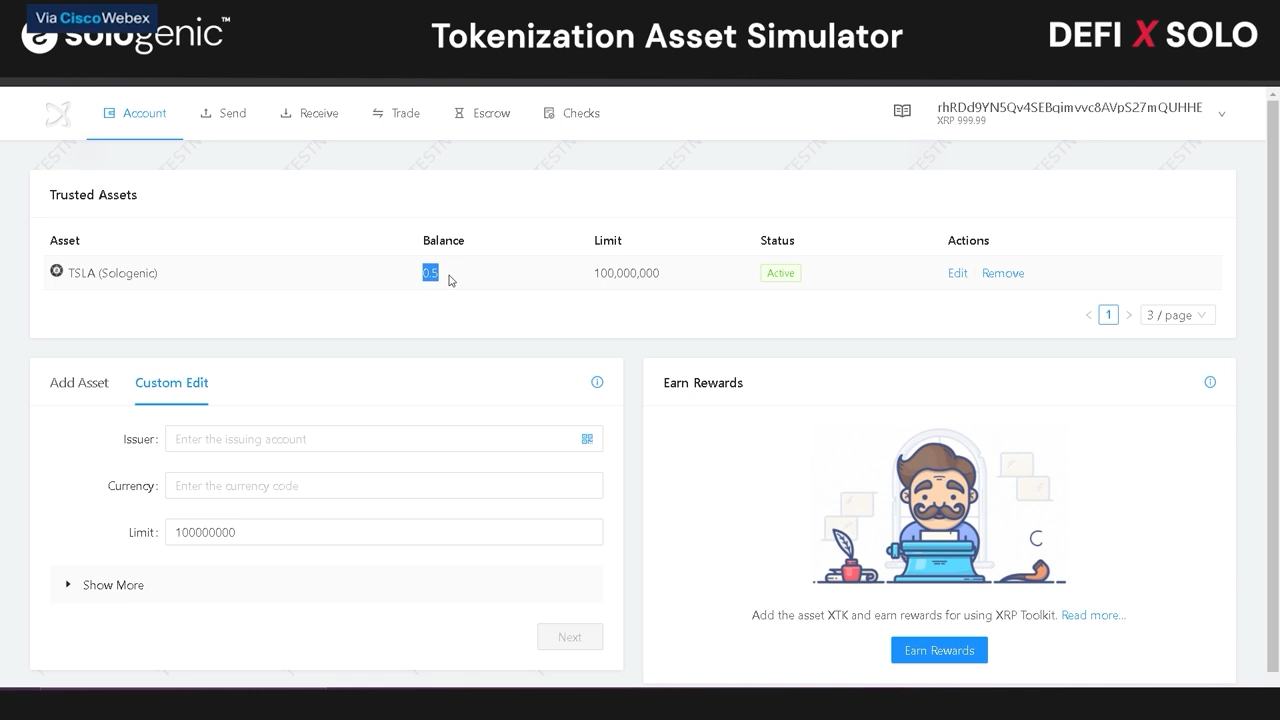 Via Cisco Webex
sologenic™
Tokenization Asset Simulator
DEFI X SOLO
Account
Send
Receive
Trade
Escrow
Checks
rhRDd9YN5Qv4SEBqimvvc8AVpS27mQUHHE
XRP 999.99
Trusted Assets
Asset Balance Limit Status Actions
TSLA (Sologenic) 0.5 100,000,000 Active Edit Remove
< 1 > 3 / page
Add Asset Custom Edit
Issuer: Enter the issuing account
Currency: Enter the currency code
Limit: 100000000
Show More
Next
Earn Rewards
Add the asset XTK and earn rewards for using XRP Toolkit. Read more...
Earn Rewards